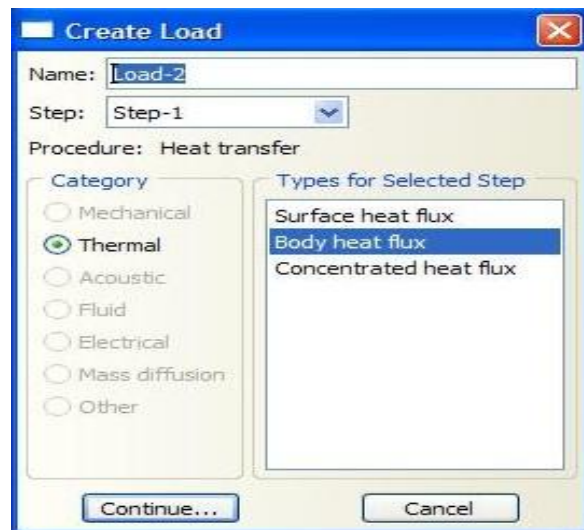 Create Load
Name: Load-2
Step: Step-1
Procedure: Heat transfer
Category
Mechanical
Thermal
Acoustic
Fluid
Electrical
Mass diffusion
Other
Types for Selected Step
Surface heat flux
Body heat flux
Concentrated heat flux
Continue... Cancel